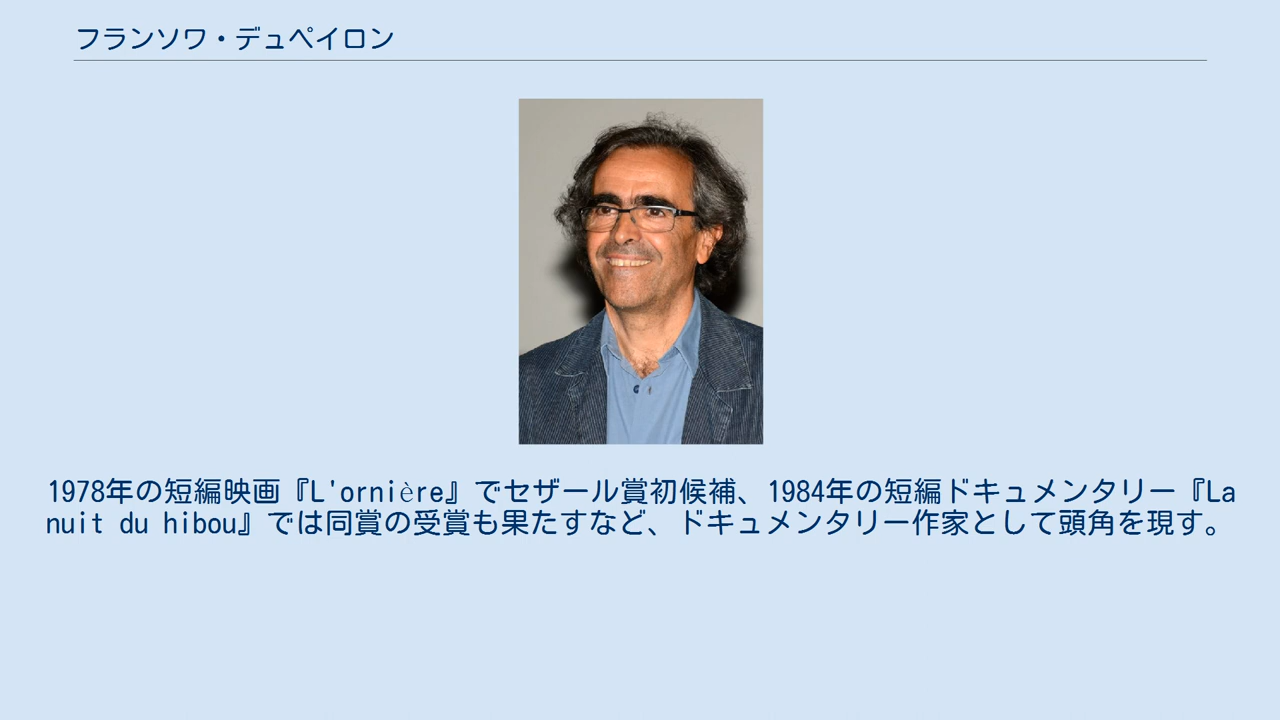 フランソワ・デュペイロン
1978年の短編映画『L'ornière』でセザール賞初候補、1984年の短編ドキュメンタリー『La
nuit du hibou』では同賞の受賞も果たすなど、ドキュメンタリー作家として頭角を現す。